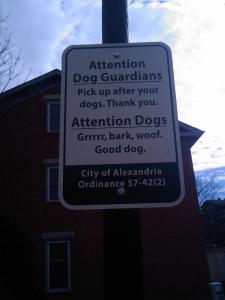 Attention
Dog Guardians
Pick up after your
dogs. Thank you.
Attention Dogs
Grrrrr, bark, woof.
Good dog.
City of Alexandria
Ordinance 57-42(2)